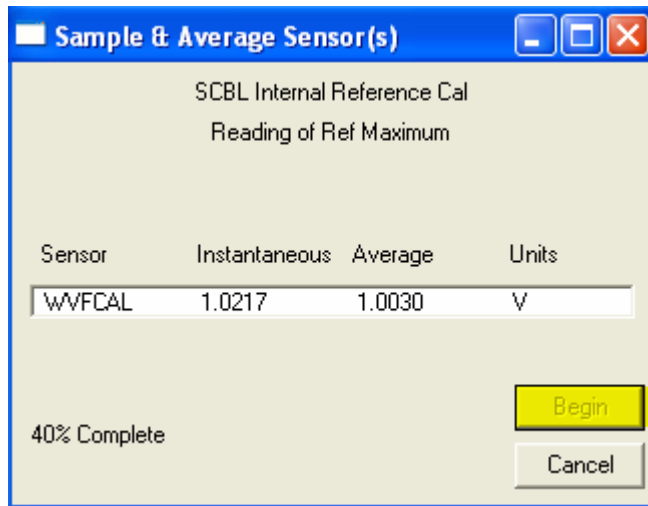 Sample & Average Sensor(s)
SCBL Internal Reference Cal
Reading of Ref Maximum
Sensor Instantaneous Average Units
WVFCAL 1.0217 1.0030 V
Begin
40% Complete
Cancel